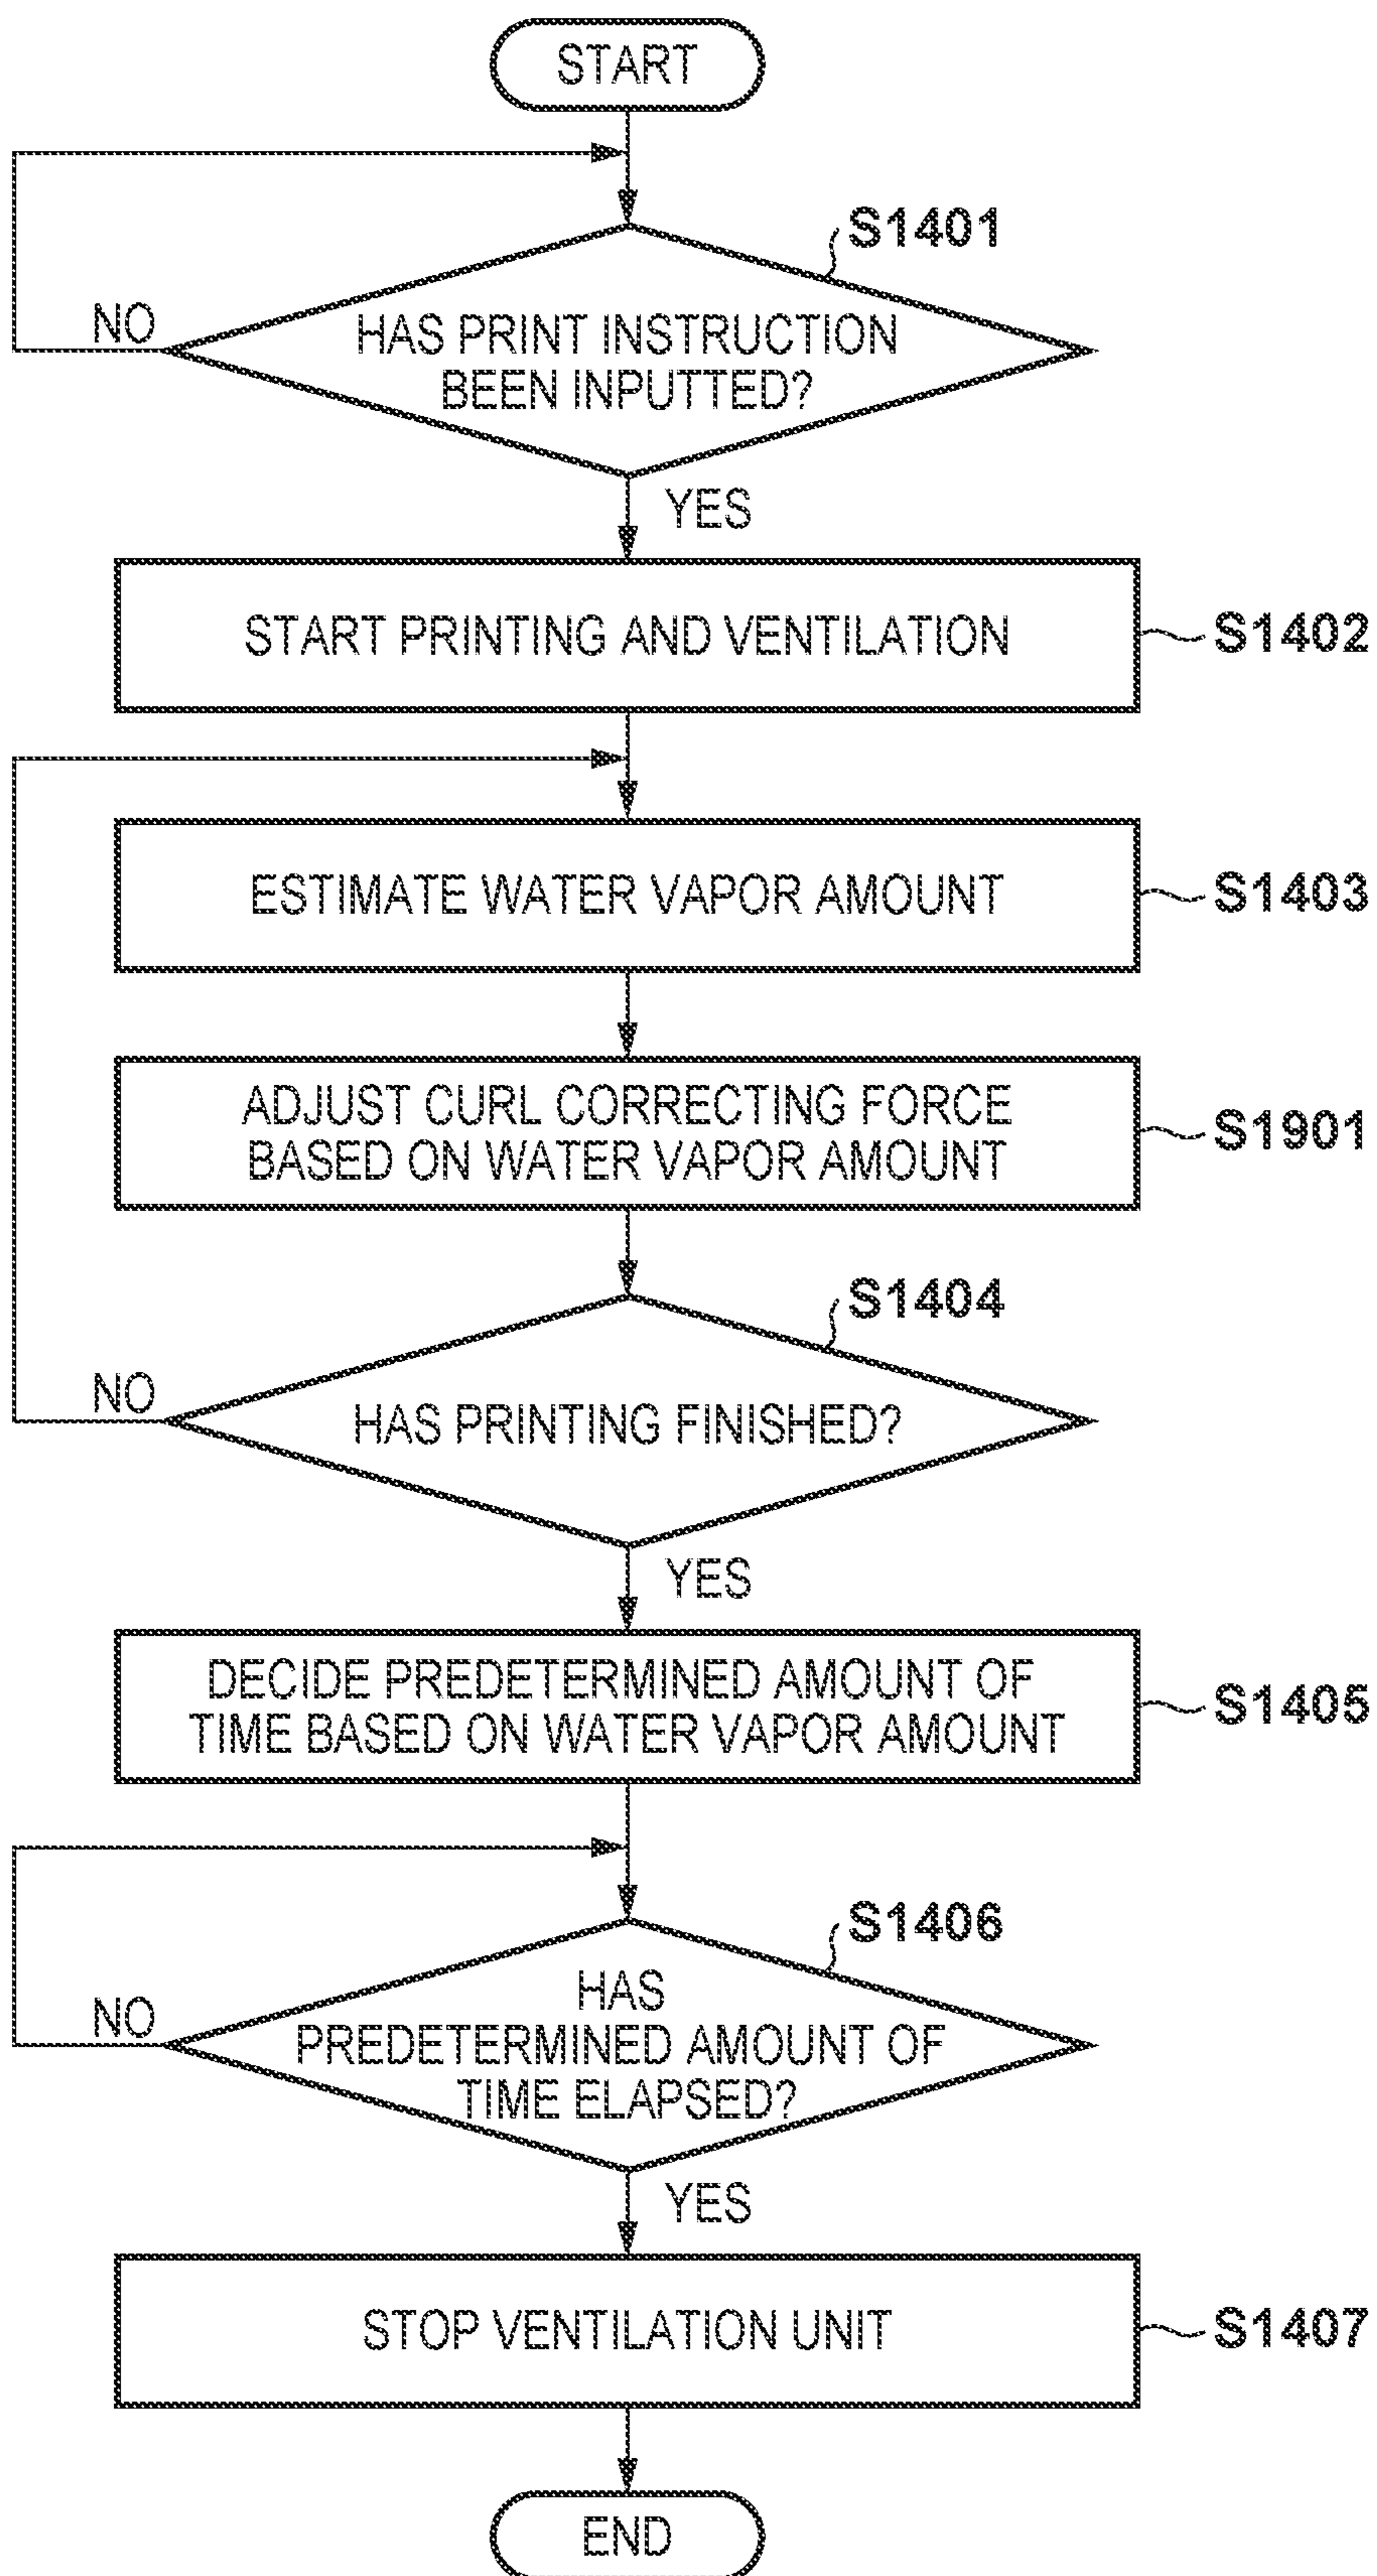 START
S1401
NO
HAS PRINT INSTRUCTION
BEEN INPUTTED?
YES
START PRINTING AND VENTILATION
S1402
ESTIMATE WATER VAPOR AMOUNT
S1403
ADJUST CURL CORRECTING FORCE
BASED ON WATER VAPOR AMOUNT
S1901
S1404
NO
HAS PRINTING FINISHED?
YES
DECIDE PREDETERMINED AMOUNT OF
TIME BASED ON WATER VAPOR AMOUNT
S1405
S1406
NO
HAS
PREDETERMINED AMOUNT OF
TIME ELAPSED?
YES
STOP VENTILATION UNIT
S1407
END